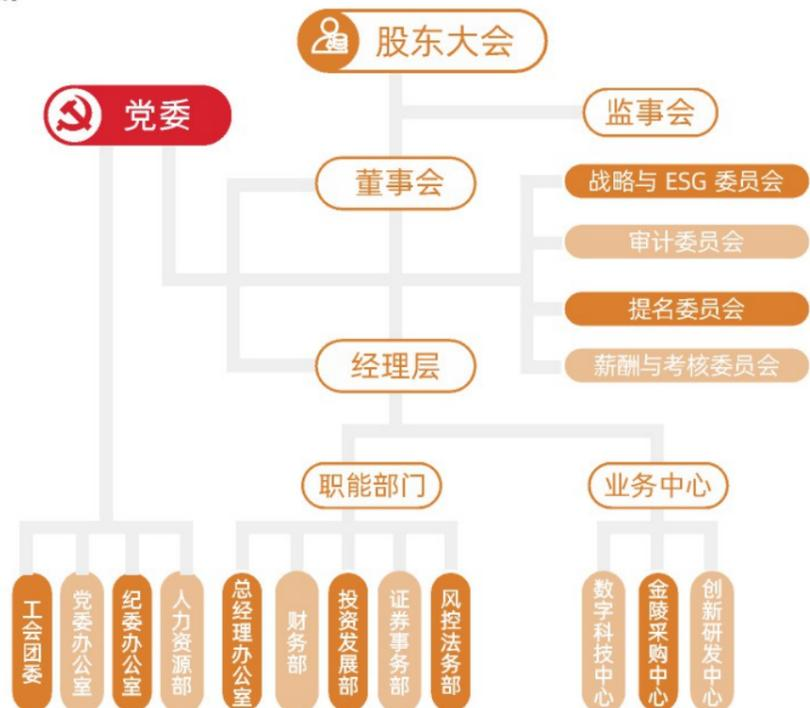 股东大会
党委
监事会
董事会
战略与 ESG 委员会
审计委员会
提名委员会
经理层
薪酬与考核委员会
职能部门
业务中心
工会团委
党委办公室
纪委办公室
人力资源部
总经理办公室
财务部
投资发展部
证券事务部
风控法务部
数字科技中心
金陵采购中心
创新研发中心